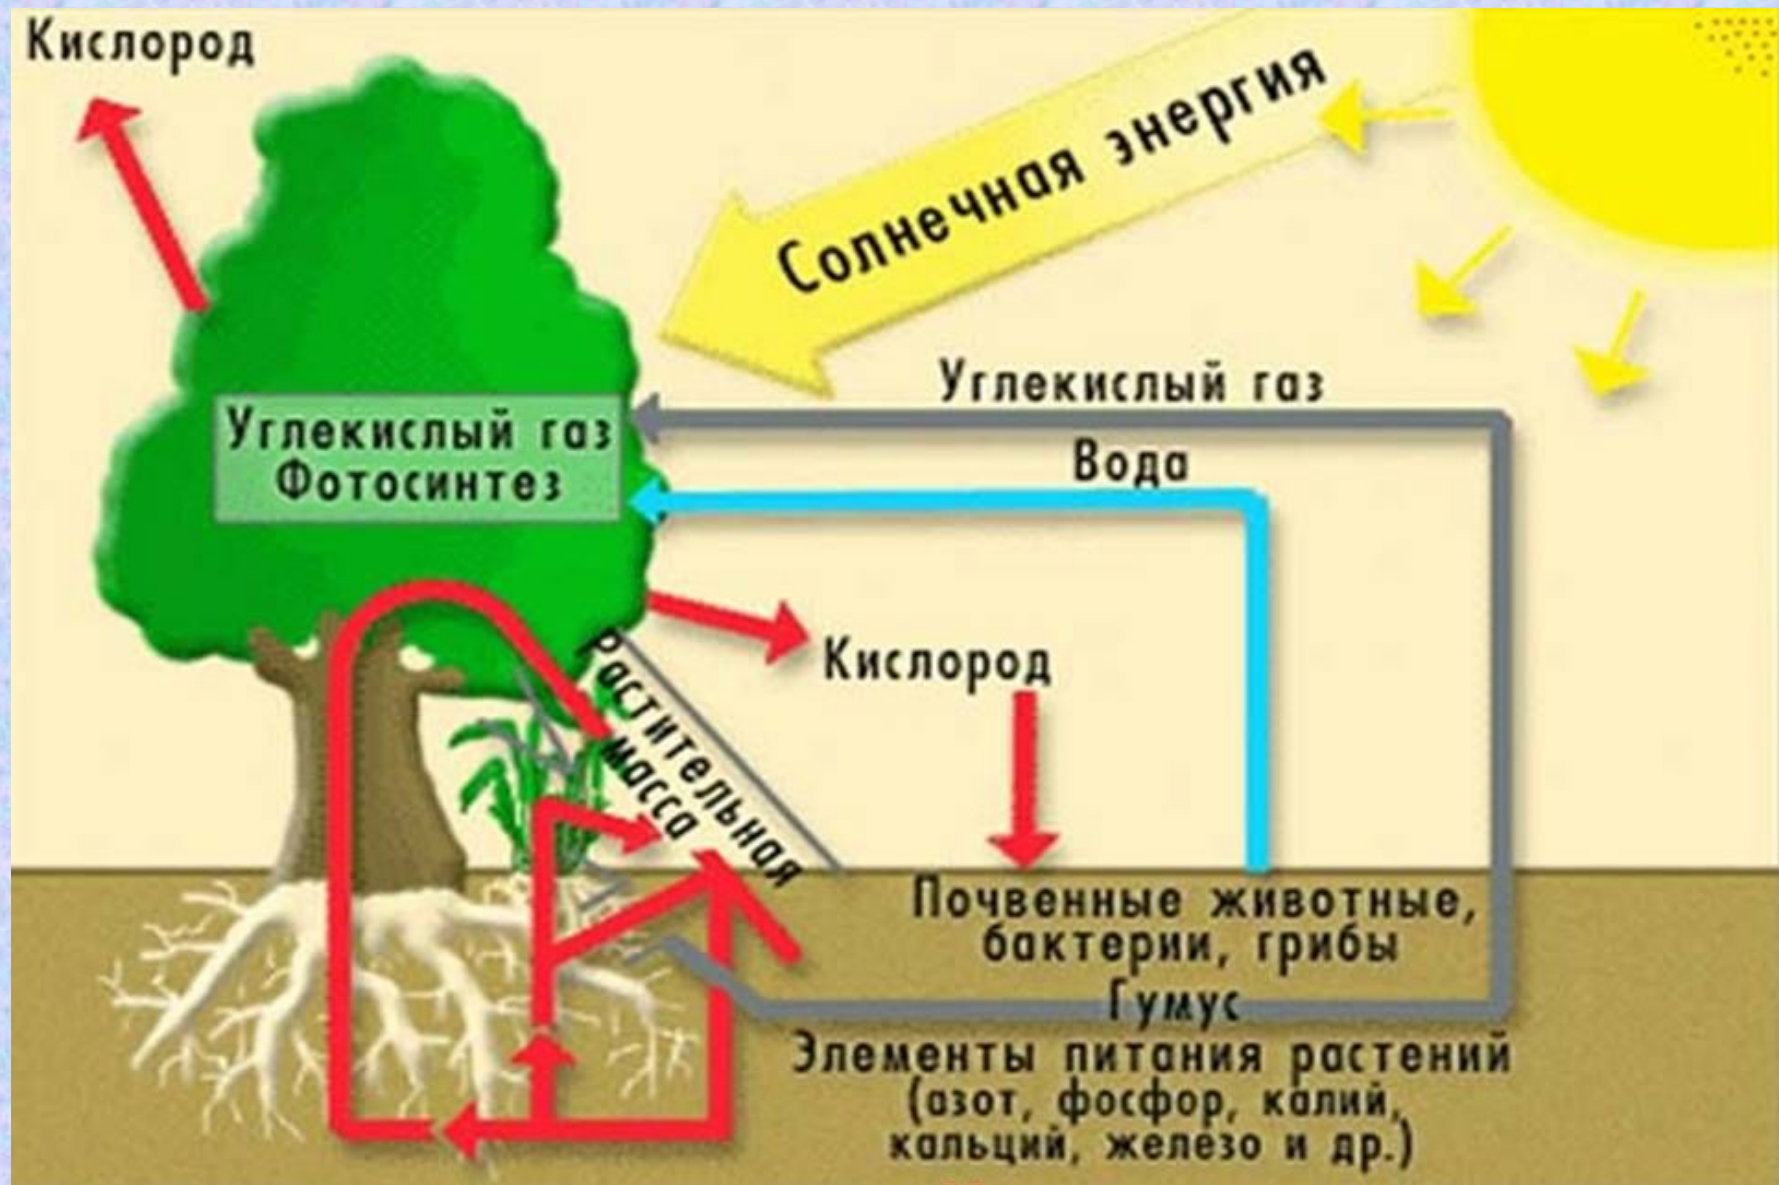 Кислород
Солнечная энергия
Углекислый газ
Углекислый газ
Фотосинтез
Вода
Кислород
Растительная
масса
Почвенные животные,
бактерии, грибы
Гумус
Элементы питания растений
(азот, фосфор, калий,
кальций, железо и др.)